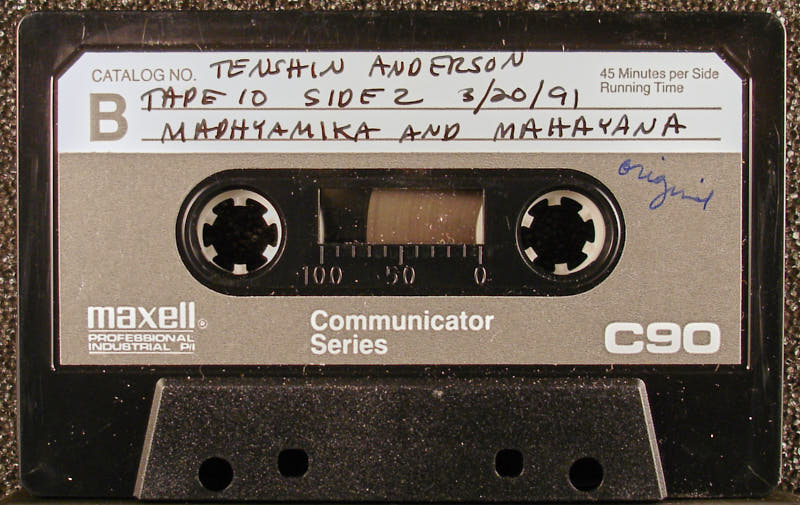 CATALOG NO. TENSHIN ANDERSON
45 Minutes per Side
Running Time
B TAPE 10 SIDE 2 3/20/91
MADHYAMIKA AND MAHAYANA
original
100 50 0
maxell®
PROFESSIONAL
INDUSTRIAL P/I
Communicator
Series
C90